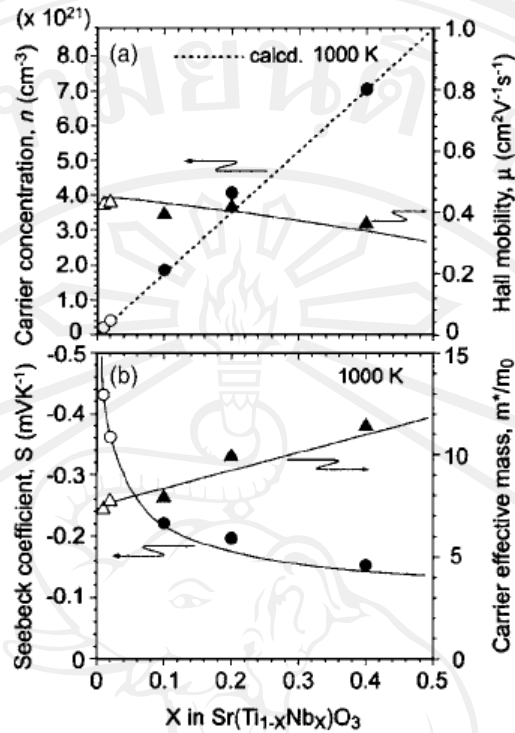 (x 10²¹)
(a)
calcd. 1000 K
Carrier concentration, n (cm⁻³)
8.0
7.0
6.0
5.0
4.0
3.0
2.0
1.0
0
1.0
0.8
0.6
0.4
0.2
0
Hall mobility, μ (cm²V⁻¹s⁻¹)
(b)
1000 K
Seebeck coefficient, S (mVK⁻¹)
-0.5
-0.4
-0.3
-0.2
-0.1
0
15
10
5
0
Carrier effective mass, m*/m₀
0 0.1 0.2 0.3 0.4 0.5
X in Sr(Ti₁₋ₓNbₓ)O₃